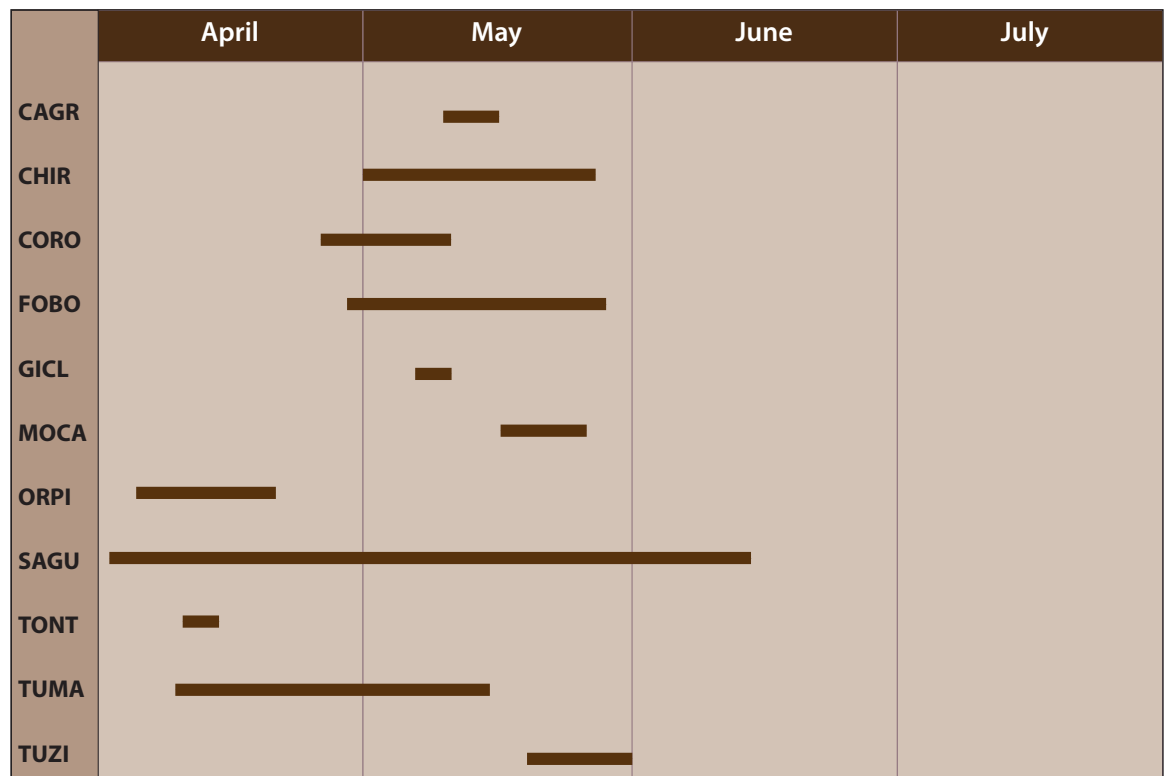 April May June July
CAGR
CHIR
CORO
FOBO
GICL
MOCA
ORPI
SAGU
TONT
TUMA
TUZI